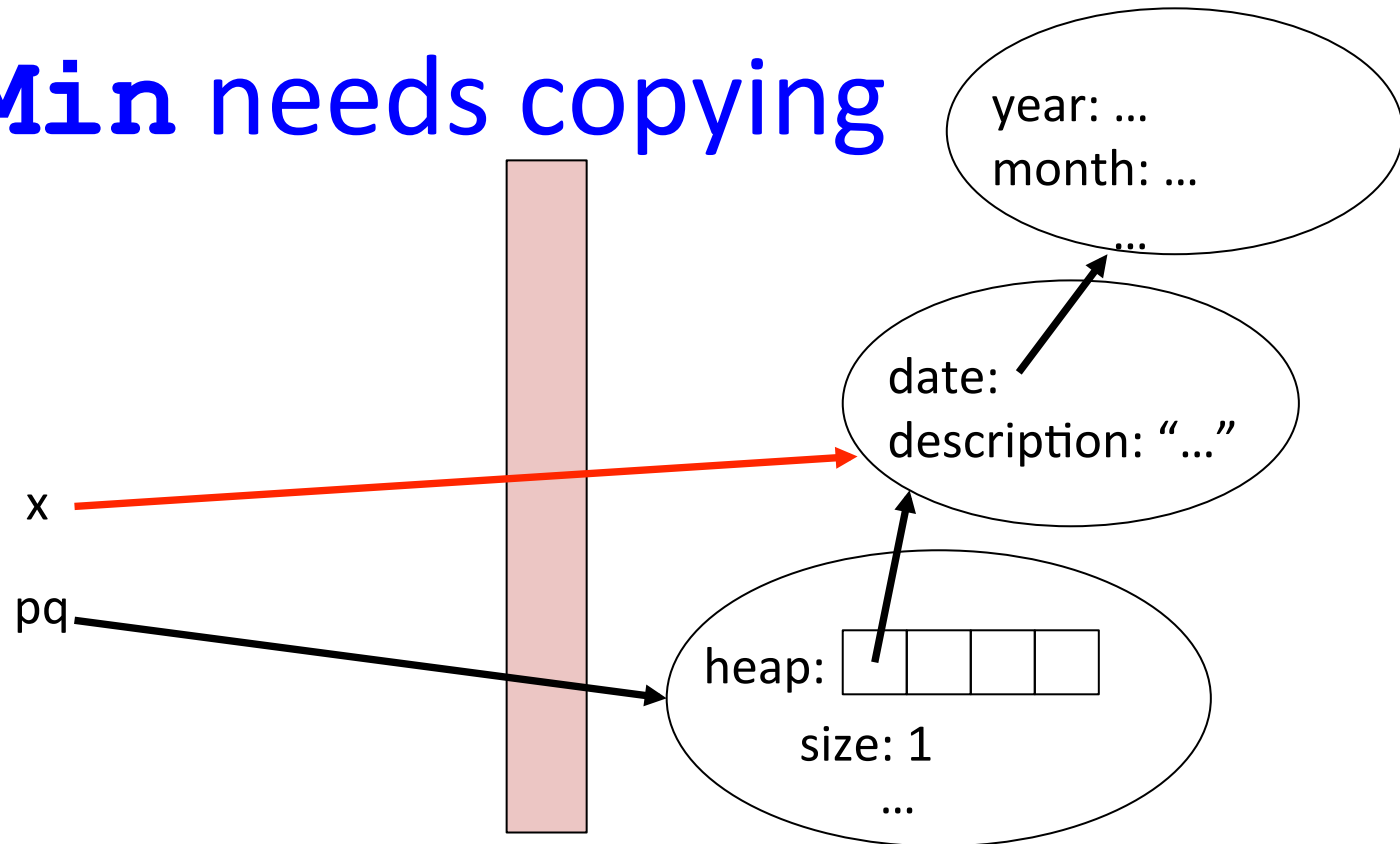 Min needs copying
year: …
month: …
…
date:
description: “…”
x
pq
heap:
size: 1
…